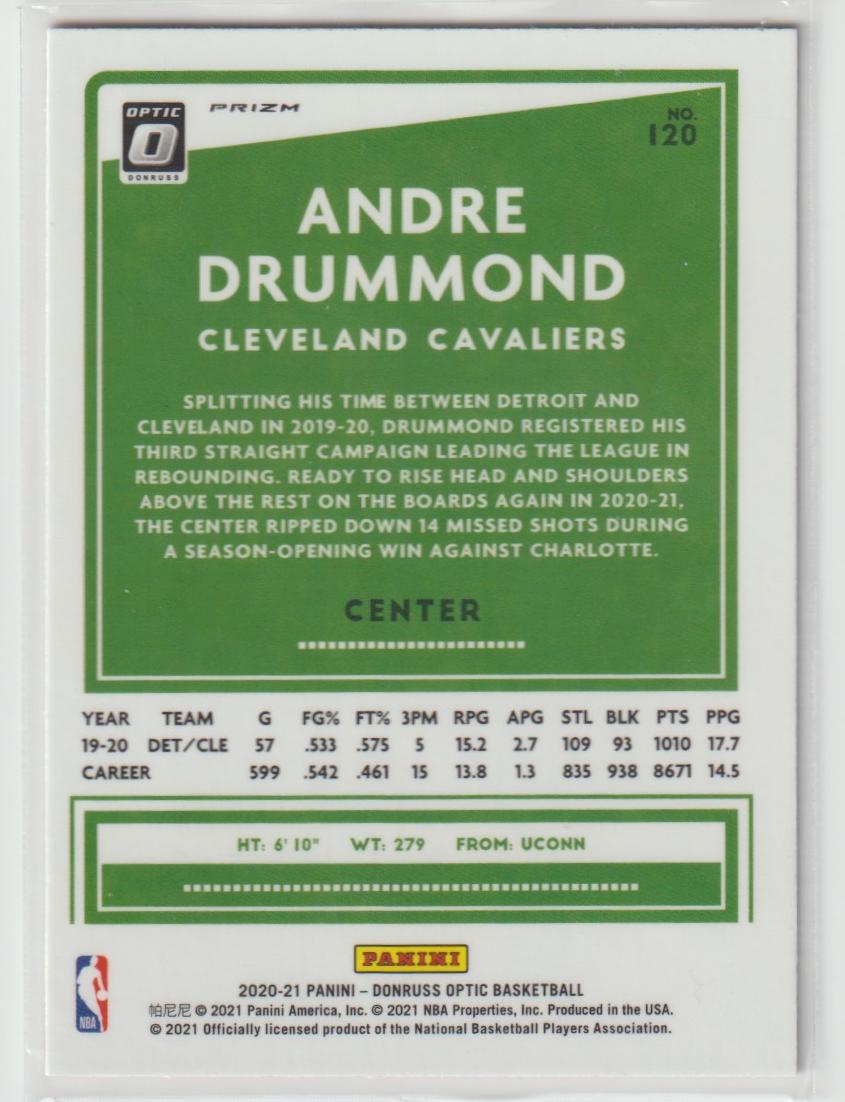 OPTIC
O
DONRUSS
PRIZM
NO.
120
ANDRE
DRUMMOND
CLEVELAND CAVALIERS
SPLITTING HIS TIME BETWEEN DETROIT AND
CLEVELAND IN 2019-20, DRUMMOND REGISTERED HIS
THIRD STRAIGHT CAMPAIGN LEADING THE LEAGUE IN
REBOUNDING. READY TO RISE HEAD AND SHOULDERS
ABOVE THE REST ON THE BOARDS AGAIN IN 2020-21,
THE CENTER RIPPED DOWN 14 MISSED SHOTS DURING
A SEASON-OPENING WIN AGAINST CHARLOTTE.
CENTER
YEAR TEAM G FG% FT% 3PM RPG APG STL BLK PTS PPG
19-20 DET/CLE 57 .533 .575 5 15.2 2.7 109 93 1010 17.7
CAREER 599 .542 .461 15 13.8 1.3 835 938 8671 14.5
HT: 6' 10" WT: 279 FROM: UCONN
PANINI
NBA
2020-21 PANINI – DONRUSS OPTIC BASKETBALL
帕尼尼 © 2021 Panini America, Inc. © 2021 NBA Properties, Inc. Produced in the USA.
© 2021 Officially licensed product of the National Basketball Players Association.